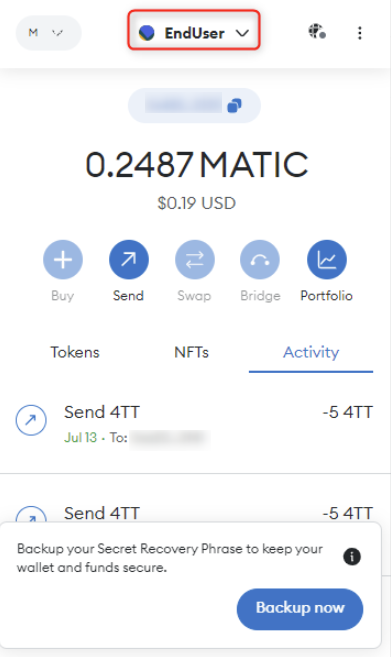 M
EndUser
0.2487 MATIC
$0.19 USD
Buy Send Swap Bridge Portfolio
Tokens NFTs Activity
Send 4TT -5 4TT
Jul 13 · To:
Send 4TT -5 4TT
Backup your Secret Recovery Phrase to keep your
wallet and funds secure.
Backup now